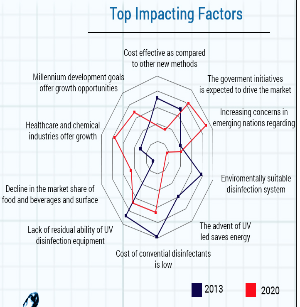 Top Impacting Factors
Cost effective as compared
to other new methods
Millennium development goals
offer growth opportunities
The goverment initiatives
is expected to drive the market
Increasing concerns in
emerging nations regarding
Healthcare and chemical
industries offer growth
Enviromentally suitable
disinfection system
Decline in the market share of
food and beverages and surface
The advent of UV
led saves energy
Lack of residual ability of UV
disinfection equipment
Cost of convential disinfectants
is low
2013
2020